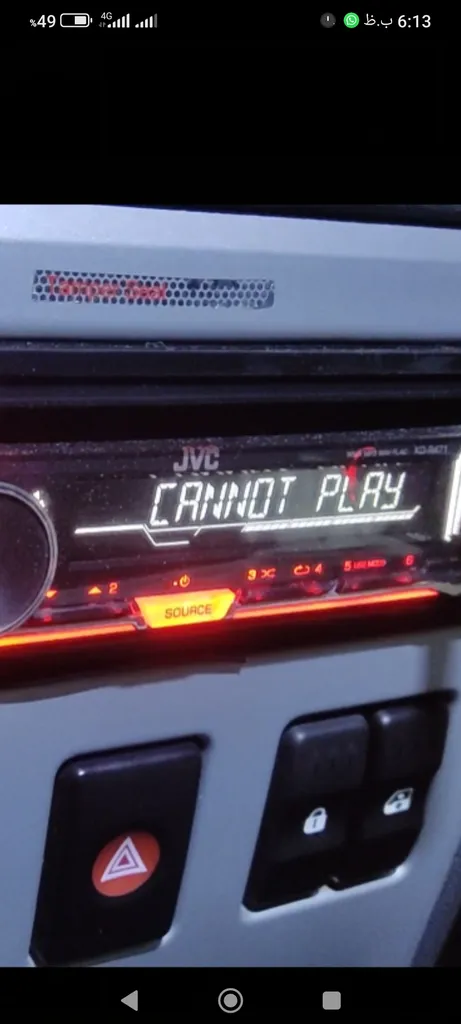 %49 4G 6:13 ب.ظ
JVC
CANNOT PLAY
2 3 4 5 6
SOURCE